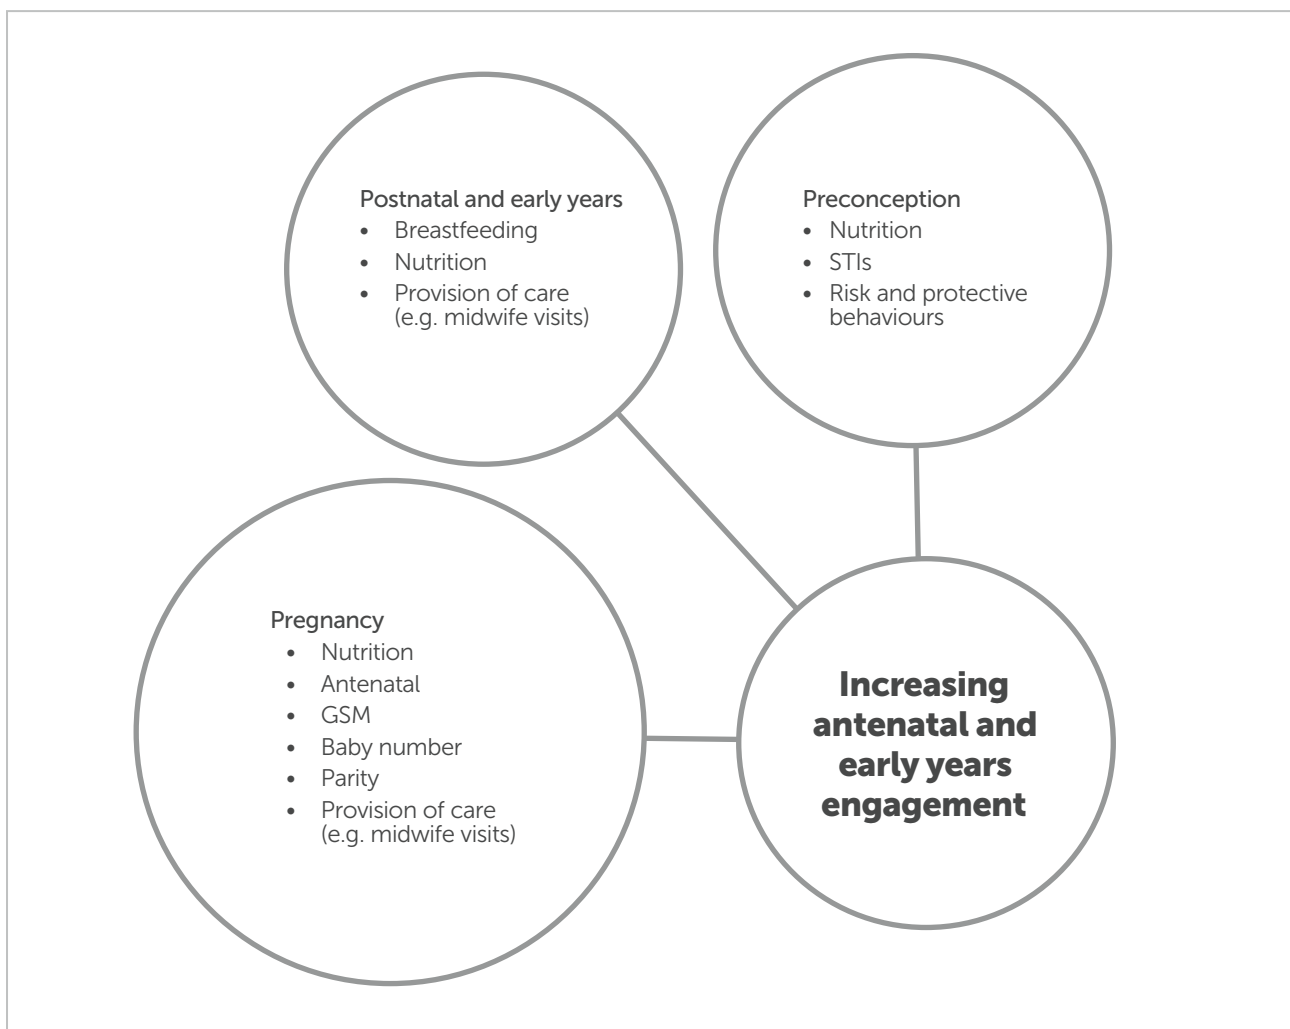 Postnatal and early years
• Breastfeeding
• Nutrition
• Provision of care
(e.g. midwife visits)
Preconception
• Nutrition
• STIs
• Risk and protective
behaviours
Pregnancy
• Nutrition
• Antenatal
• GSM
• Baby number
• Parity
• Provision of care
(e.g. midwife visits)
Increasing
antenatal and
early years
engagement